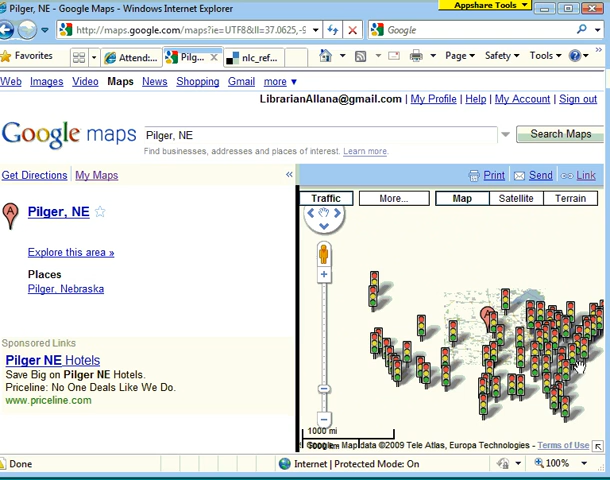 Pilger, NE - Google Maps - Windows Internet Explorer
Appshare Tools
http://maps.google.com/maps?ie=UTF8&ll=37.0625,-9
Google
Favorites
Attend:...
Pilg...
nlc_ref...
Page
Safety
Tools
Web Images Video Maps News Shopping Gmail more ▼
LibrarianAllana@gmail.com | My Profile | Help | My Account | Sign out
Google maps
Pilger, NE
Search Maps
Find businesses, addresses and places of interest. Learn more.
Get Directions My Maps
«
Print Send Link
Traffic More... Map Satellite Terrain
A
Pilger, NE
Explore this area »
Places
Pilger, Nebraska
Sponsored Links
Pilger NE Hotels
Save Big on Pilger NE Hotels.
Priceline: No One Deals Like We Do.
www.priceline.com
A
1000 mi
Map data ©2009 Tele Atlas, Europa Technologies - Terms of Use
Done
Internet | Protected Mode: On
100%